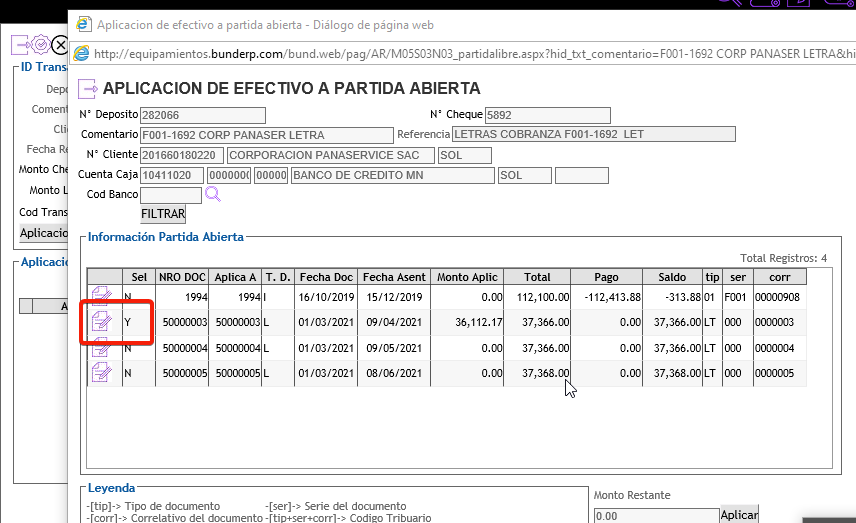 Aplicacion de efectivo a partida abierta - Diálogo de página web
http://equipamientos.bunderp.com/bund.web/pag/AR/M05S03N03_partidalibre.aspx?hid_txt_comentario=F001-1692 CORP PANASER LETRA&hi
ID Transa
Depo
Coment
Cli
Fecha Re
Monto Che
Monto L
Cod Trans
Aplicacio
Aplicacio
A
APLICACION DE EFECTIVO A PARTIDA ABIERTA
N° Deposito 282066 N° Cheque 5892
Comentario F001-1692 CORP PANASER LETRA Referencia LETRAS COBRANZA F001-1692 LET
N° Cliente 201660180220 CORPORACION PANASERVICE SAC SOL
Cuenta Caja 10411020 0000000 00000 BANCO DE CREDITO MN SOL
Cod Banco
FILTRAR
Información Partida Abierta
Total Registros: 4
Sel NRO DOC Aplica A T. D. Fecha Doc Fecha Asent Monto Aplic Total Pago Saldo tip ser corr
N 1994 1994 I 16/10/2019 15/12/2019 0.00 112,100.00 -112,413.88 -313.88 01 F001 00000908
Y 50000003 50000003 L 01/03/2021 09/04/2021 36,112.17 37,366.00 0.00 37,366.00 LT 000 0000003
N 50000004 50000004 L 01/03/2021 09/05/2021 0.00 37,366.00 0.00 37,366.00 LT 000 0000004
N 50000005 50000005 L 01/03/2021 08/06/2021 0.00 37,368.00 0.00 37,368.00 LT 000 0000005
Leyenda
-[tip]-> Tipo de documento -[ser]-> Serie del documento
-[corr]-> Correlativo del documento -[tip+ser+corr]-> Codigo Tribuario
Monto Restante
0.00 Aplicar